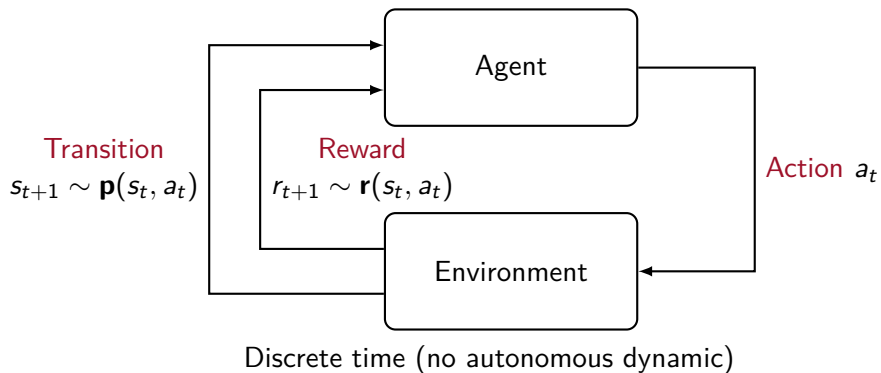 Agent
Transition
s_{t+1} ∼ p(s_t, a_t)
Reward
r_{t+1} ∼ r(s_t, a_t)
Action a_t
Environment
Discrete time (no autonomous dynamic)